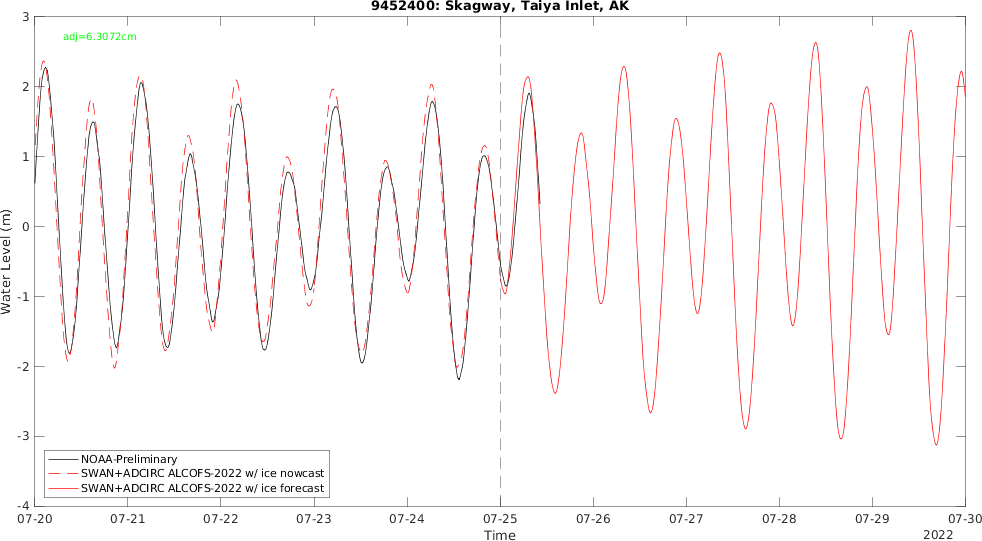 9452400: Skagway, Taiya Inlet, AK
adj=6.3072cm
3
2
1
0
-1
-2
-3
-4
Water Level (m)
NOAA-Preliminary
SWAN+ADCIRC ALCOFS-2022 w/ ice nowcast
SWAN+ADCIRC ALCOFS-2022 w/ ice forecast
07-20 07-21 07-22 07-23 07-24 07-25 07-26 07-27 07-28 07-29 07-30
Time
2022